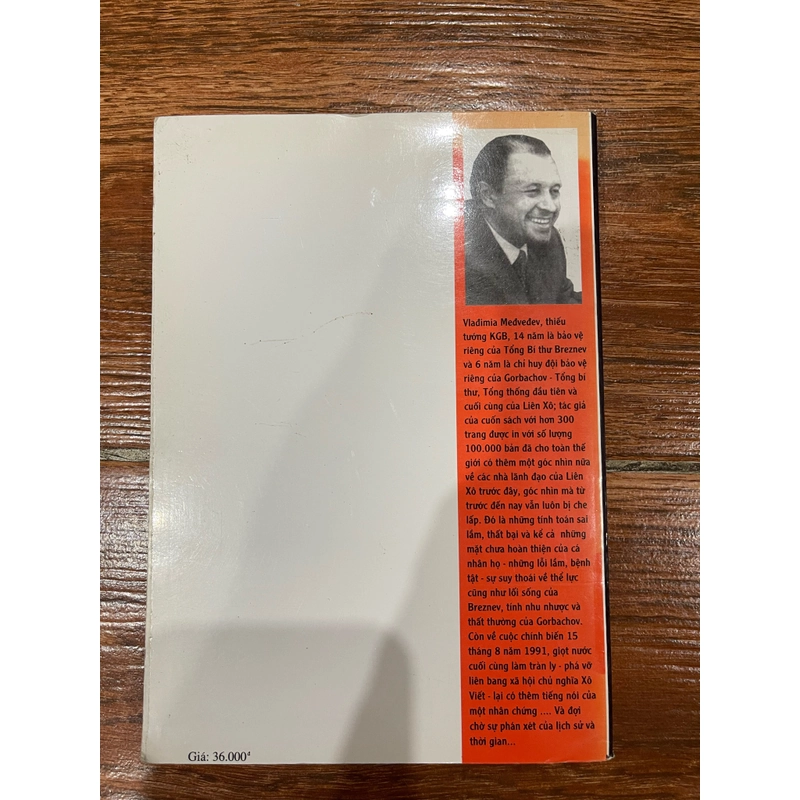 Vlađimia Medveđev, thiếu
tướng KGB, 14 năm là bảo vệ
riêng của Tổng Bí thư Breznev
và 6 năm là chỉ huy đội bảo vệ
riêng của Gorbachov - Tổng bí
thư, Tổng thống đầu tiên và
cuối cùng của Liên Xô; tác giả
của cuốn sách với hơn 300
trang được in với số lượng
100.000 bản đã cho toàn thế
giới có thêm một góc nhìn nữa
về các nhà lãnh đạo của Liên
Xô trước đây, góc nhìn mà từ
trước đến nay vẫn luôn bị che
lấp. Đó là những tính toán sai
lầm, thất bại và kể cả những
mặt chưa hoàn thiện của cá
nhân họ - những lỗi lầm, bệnh
tật - sự suy thoái về thể lực
cũng như lối sống của
Breznev, tính nhu nhược và
thất thường của Gorbachov.
Còn về cuộc chính biến 15
tháng 8 năm 1991, giọt nước
cuối cùng làm tràn ly - phá vỡ
liên bang xã hội chủ nghĩa Xô
Viết - lại có thêm tiếng nói của
một nhân chứng .... Và đợi
chờ sự phán xét của lịch sử và
thời gian...
Giá: 36.000đ